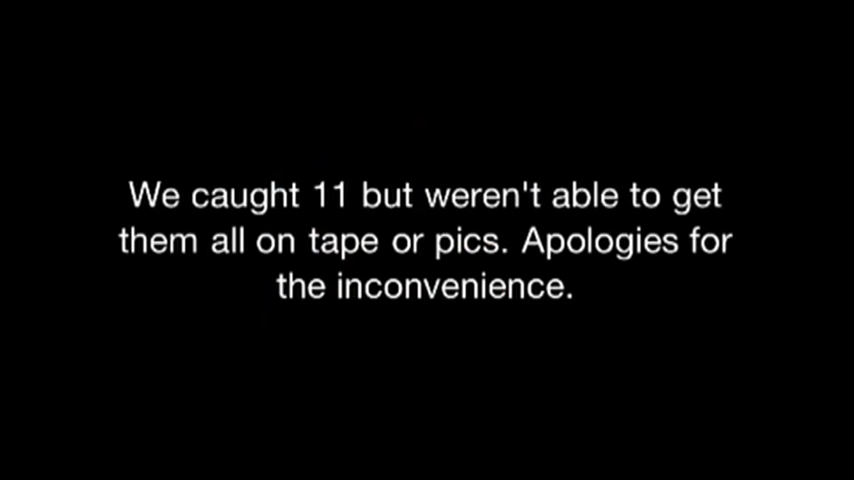 We caught 11 but weren't able to get
them all on tape or pics. Apologies for
the inconvenience.